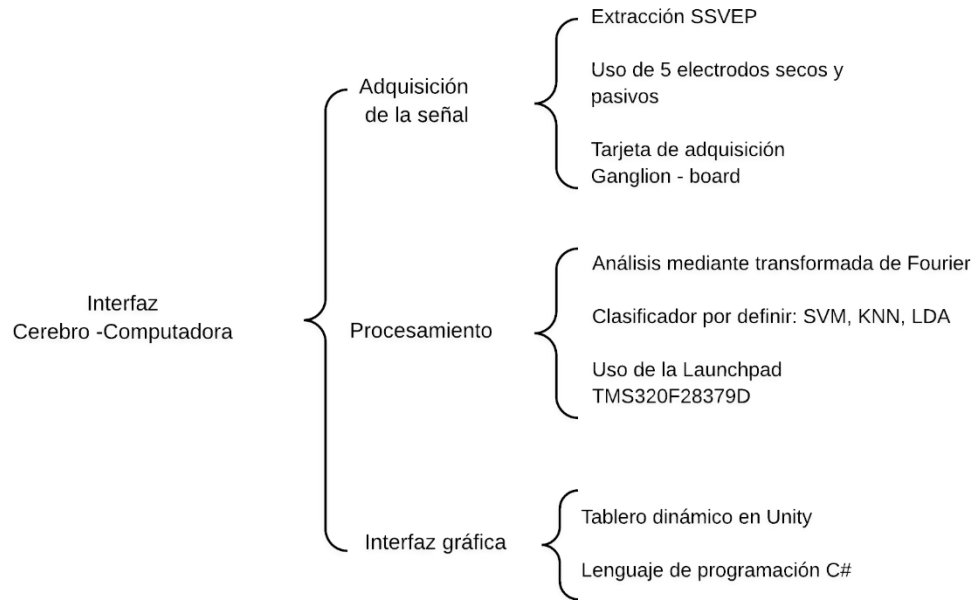 Interfaz
Cerebro -Computadora
Adquisición
de la señal
Extracción SSVEP
Uso de 5 electrodos secos y
pasivos
Tarjeta de adquisición
Ganglion - board
Procesamiento
Análisis mediante transformada de Fourier
Clasificador por definir: SVM, KNN, LDA
Uso de la Launchpad
TMS320F28379D
Interfaz gráfica
Tablero dinámico en Unity
Lenguaje de programación C#